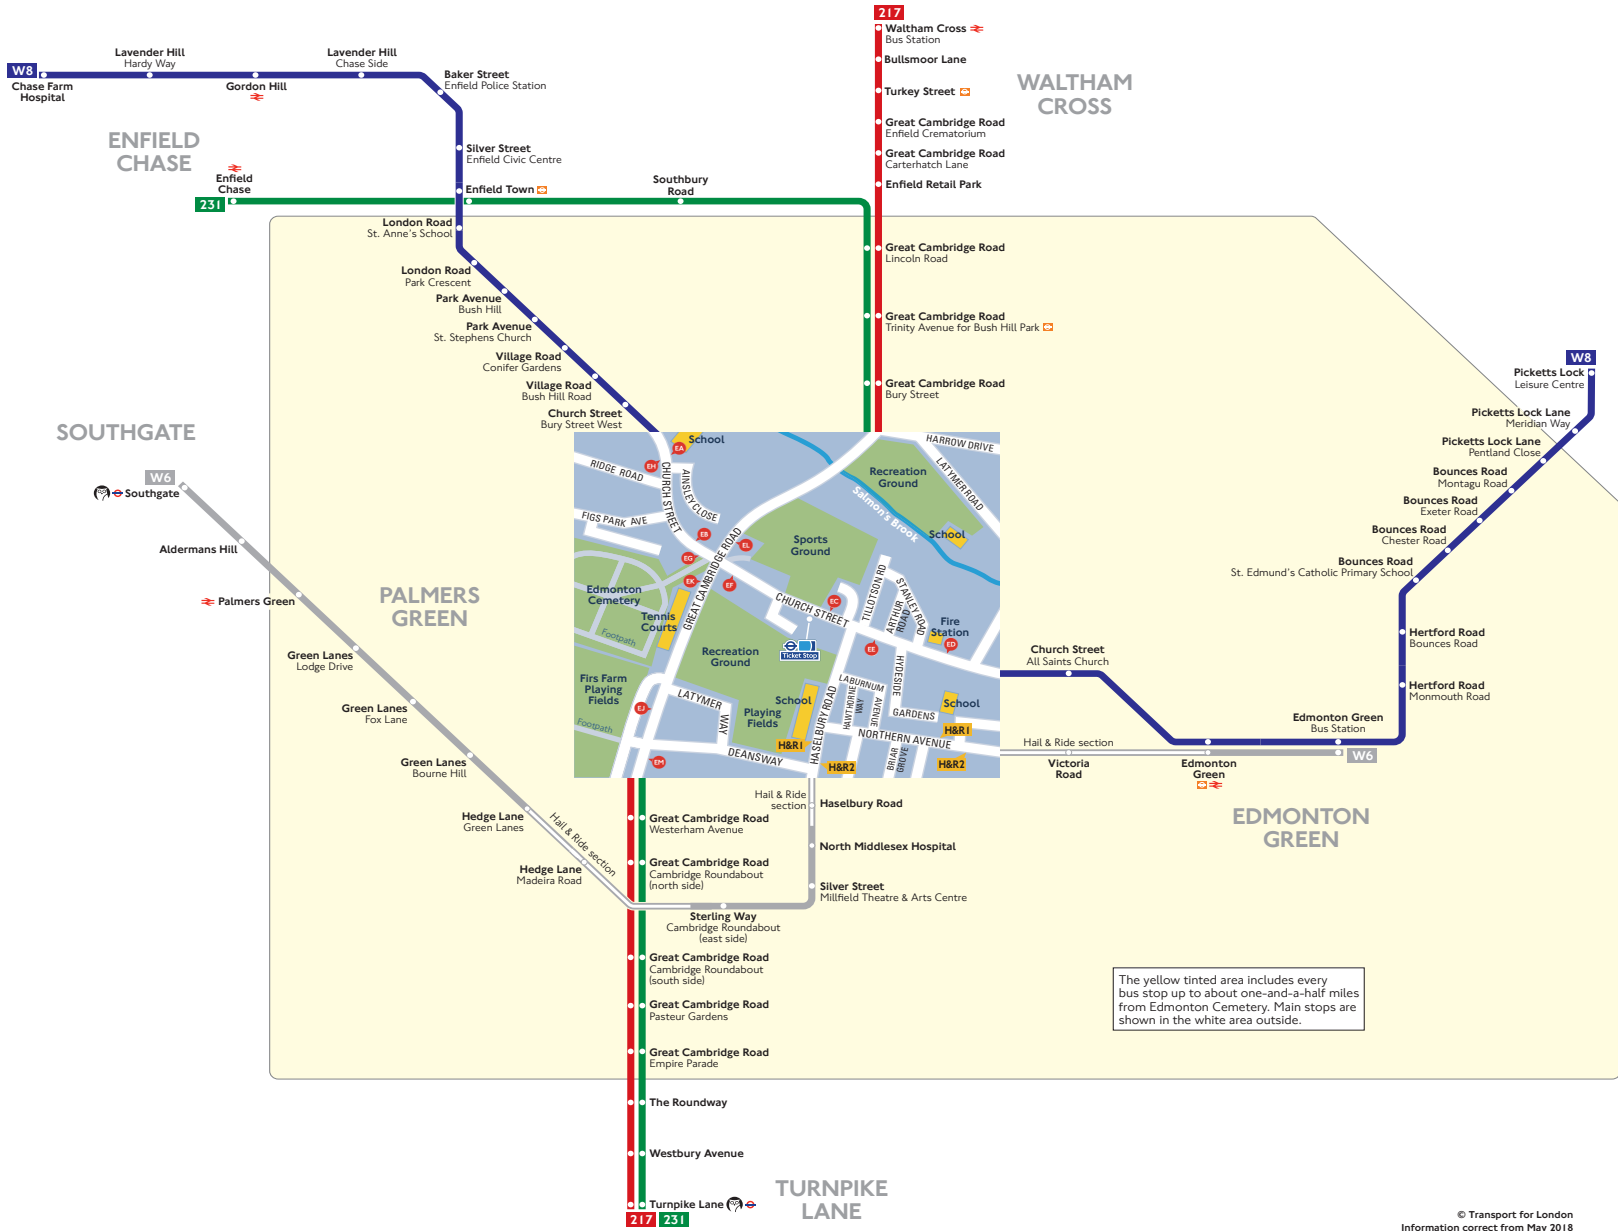 217
Waltham Cross
Bus Station
Bullsmoor Lane
Turkey Street
Great Cambridge Road
Enfield Crematorium
Great Cambridge Road
Carterhatch Lane
Enfield Retail Park
WALTHAM
CROSS
W8
Chase Farm
Hospital
Lavender Hill
Hardy Way
Gordon Hill
Lavender Hill
Chase Side
Baker Street
Enfield Police Station
ENFIELD
CHASE
Silver Street
Enfield Civic Centre
Enfield
Chase
231
Enfield Town
Southbury
Road
London Road
St. Anne's School
London Road
Park Crescent
Park Avenue
Bush Hill
Park Avenue
St. Stephens Church
Village Road
Conifer Gardens
Village Road
Bush Hill Road
Church Street
Bury Street West
Great Cambridge Road
Lincoln Road
Great Cambridge Road
Trinity Avenue for Bush Hill Park
Great Cambridge Road
Bury Street
W8
Picketts Lock
Leisure Centre
Picketts Lock Lane
Meridian Way
Picketts Lock Lane
Pentland Close
Bounces Road
Montagu Road
Bounces Road
Exeter Road
Bounces Road
Chester Road
Bounces Road
St. Edmund's Catholic Primary School
Hertford Road
Bounces Road
Hertford Road
Monmouth Road
Edmonton Green
Bus Station
W6
Church Street
All Saints Church
Hail & Ride section
Victoria
Road
Edmonton
Green
EDMONTON
GREEN
SOUTHGATE
W6
Southgate
Aldermans Hill
Palmers Green
PALMERS
GREEN
Green Lanes
Lodge Drive
Green Lanes
Fox Lane
Green Lanes
Bourne Hill
Hedge Lane
Green Lanes
Hail & Ride section
Hedge Lane
Madeira Road
School
EA
EH
RIDGE ROAD
CHURCH STREET
AINSLEY CLOSE
FIGS PARK AVE
EB
EG
EL
EK
EF
GREAT CAMBRIDGE ROAD
HARROW DRIVE
LATYMER ROAD
Recreation
Ground
Salmon's Brook
School
Sports
Ground
Edmonton
Cemetery
Tennis
Courts
Footpath
CHURCH STREET
EC
TILLOTSON RD
ARTHUR
ROAD
STANLEY ROAD
Fire
Station
ED
EE
Ticket Stop
Recreation
Ground
Firs Farm
Playing
Fields
Footpath
EJ
EM
LATYMER
WAY
Playing
Fields
School
H&R1
DEANSWAY
HASELBURY ROAD
H&R2
LABURNUM
AVENUE
HAWTHORNE
WAY
HYDESIDE
GARDENS
School
NORTHERN AVENUE
BRIAR
GROVE
H&R1
H&R2
Great Cambridge Road
Westerham Avenue
Great Cambridge Road
Cambridge Roundabout
(north side)
Hail & Ride
section
Haselbury Road
North Middlesex Hospital
Silver Street
Millfield Theatre & Arts Centre
Sterling Way
Cambridge Roundabout
(east side)
Great Cambridge Road
Cambridge Roundabout
(south side)
Great Cambridge Road
Pasteur Gardens
Great Cambridge Road
Empire Parade
The Roundway
Westbury Avenue
Turnpike Lane
217
231
TURNPIKE
LANE
The yellow tinted area includes every
bus stop up to about one-and-a-half miles
from Edmonton Cemetery. Main stops are
shown in the white area outside.
© Transport for London
Information correct from May 2018